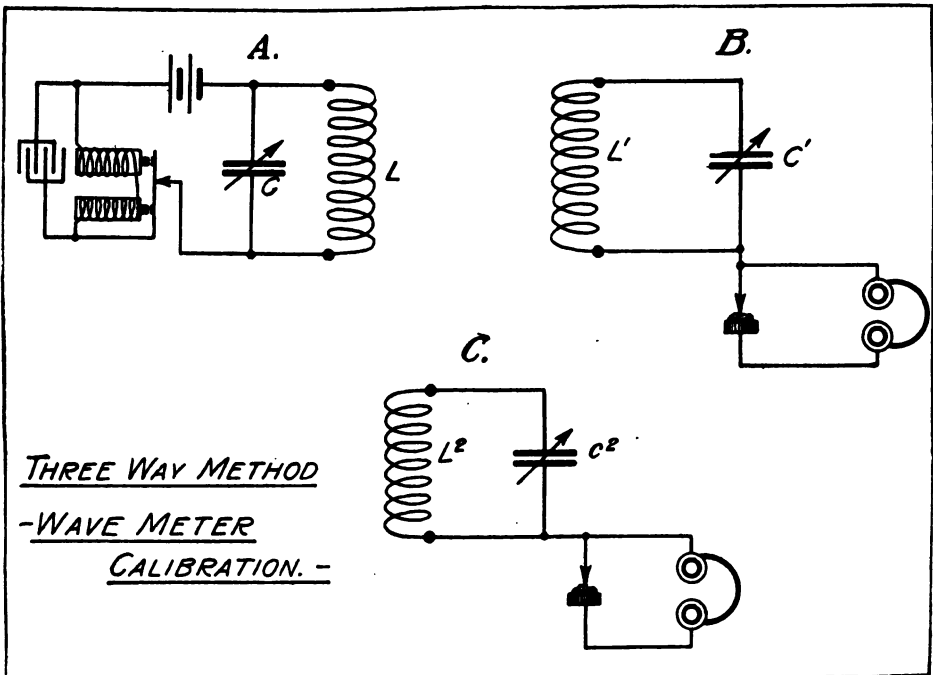 A.
B.
C
L
L'
C'
C.
L²
C²
THREE WAY METHOD
-WAVE METER
CALIBRATION.-